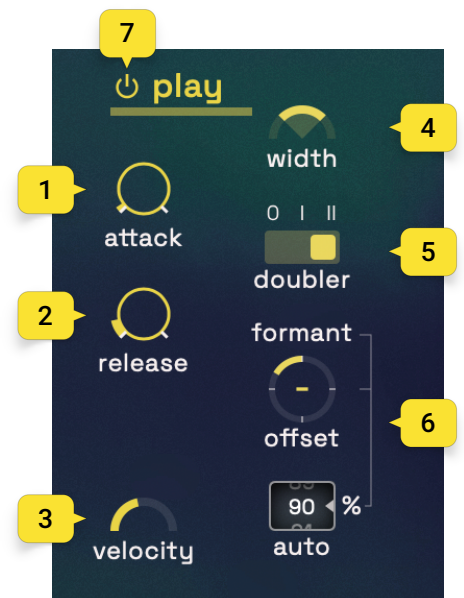 7
play
4
width
1
attack
0 I II
5
doubler
2
release
formant
6
offset
3
velocity
90 %
auto